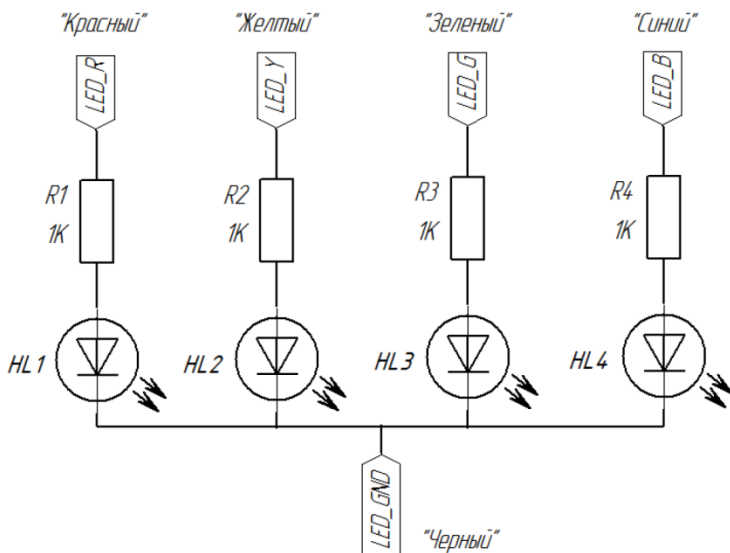 "Красный"
"Желтый"
"Зеленый"
"Синий"
LED_R
LED_Y
LED_G
LED_B
R1
1K
R2
1K
R3
1K
R4
1K
HL1
HL2
HL3
HL4
LED_GND
"Черный"